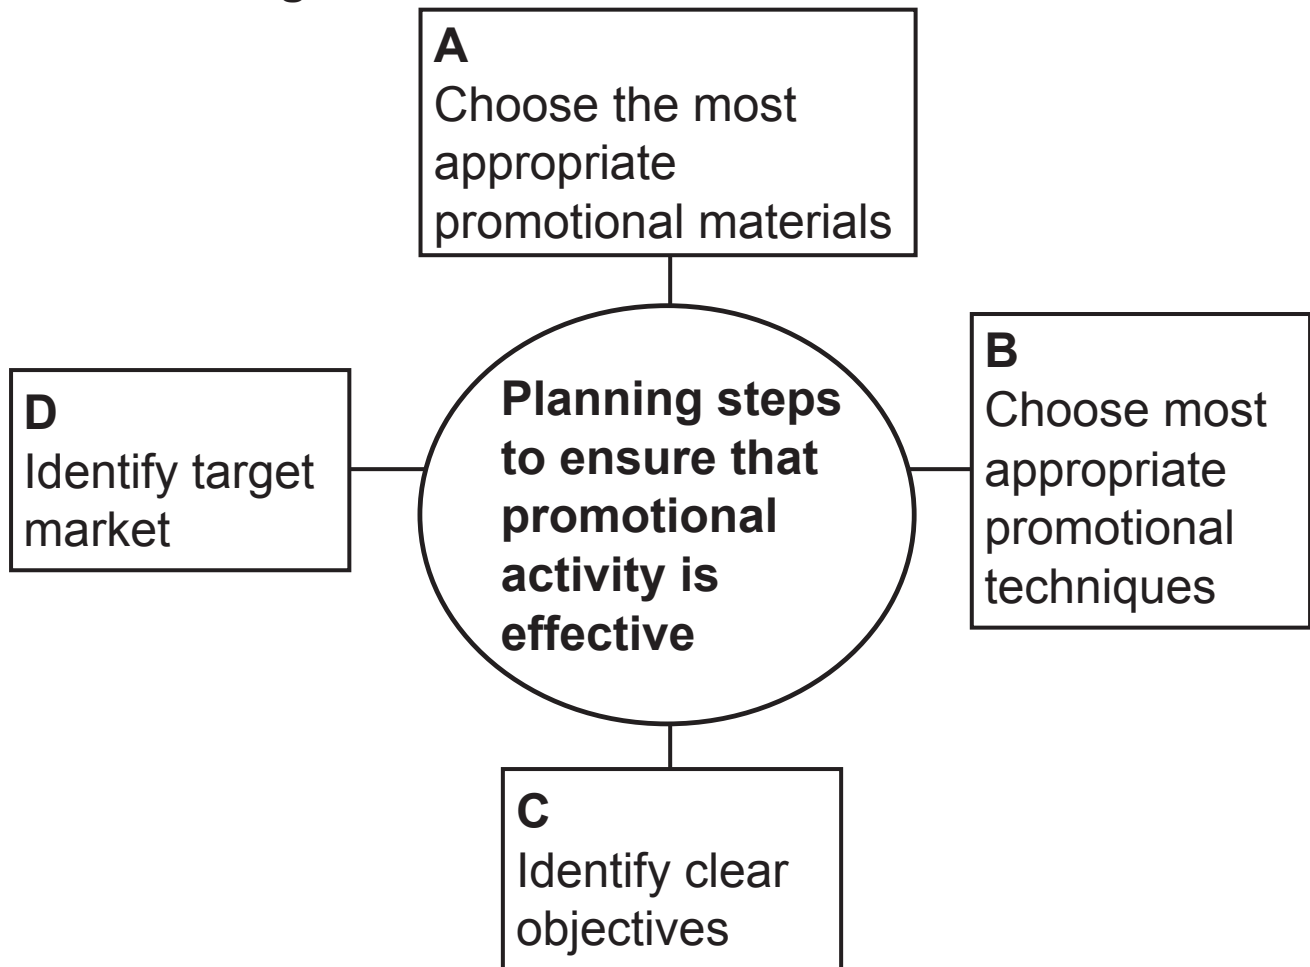 A
Choose the most
appropriate
promotional materials
D
Identify target
market
Planning steps
to ensure that
promotional
activity is
effective
B
Choose most
appropriate
promotional
techniques
C
Identify clear
objectives